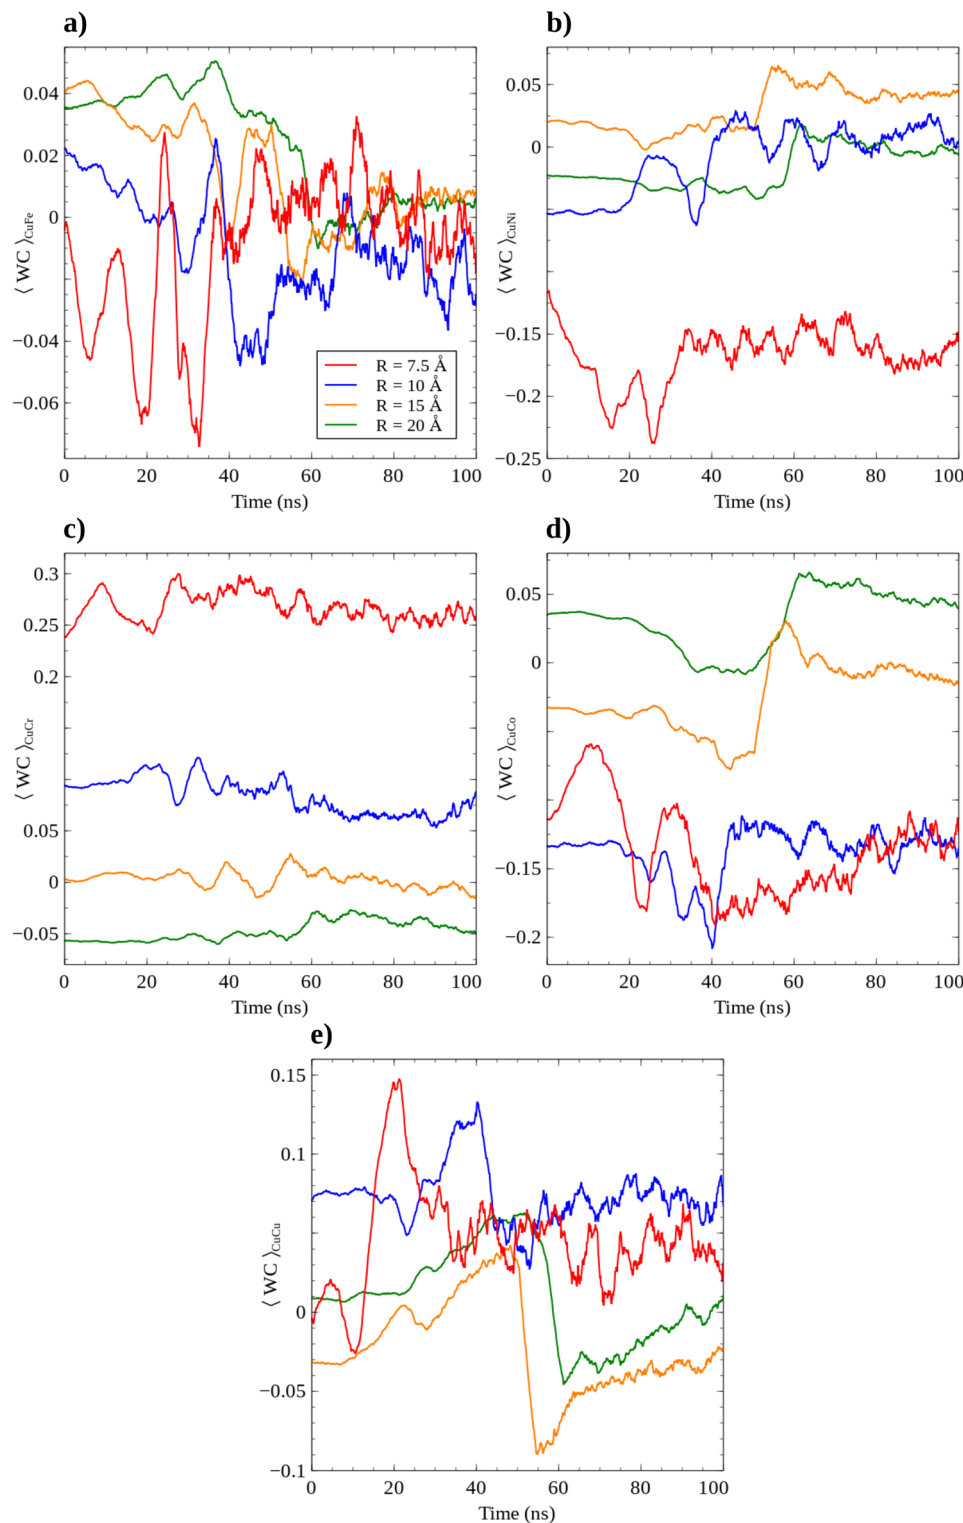 a)
0.04
0.02
0
−0.04
−0.06
⟨ WC ⟩CuFe
R = 7.5 Å
R = 10 Å
R = 15 Å
R = 20 Å
0 20 40 60 80 100
Time (ns)
b)
0.05
0
−0.15
−0.2
−0.25
⟨ WC ⟩CuNi
0 20 40 60 80 100
Time (ns)
c)
0.3
0.25
0.2
0.05
0
−0.05
⟨ WC ⟩CuCr
0 20 40 60 80 100
Time (ns)
d)
0.05
0
−0.15
−0.2
⟨ WC ⟩CuCo
0 20 40 60 80 100
Time (ns)
e)
0.15
0.1
0
−0.05
−0.1
⟨ WC ⟩CuCu
0 20 40 60 80 100
Time (ns)